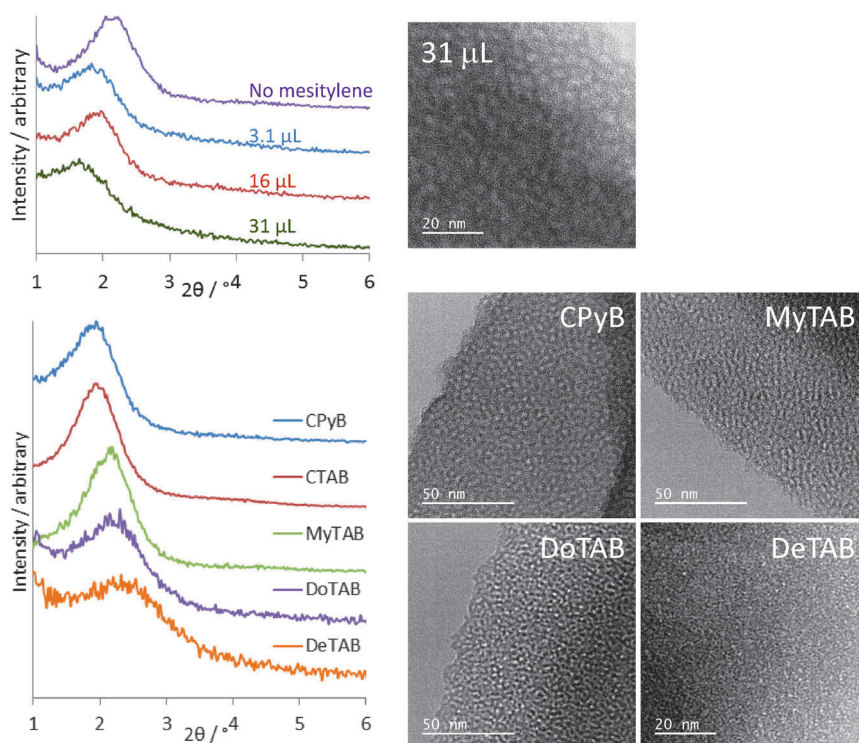 Intensity / arbitrary
No mesitylene
3.1 µL
16 µL
31 µL
1 2 3 4 5 6
2θ / °
31 µL
20 nm
Intensity / arbitrary
CPyB
CTAB
MyTAB
DoTAB
DeTAB
1 2 3 4 5 6
2θ / °
CPyB
50 nm
MyTAB
50 nm
DoTAB
50 nm
DeTAB
20 nm